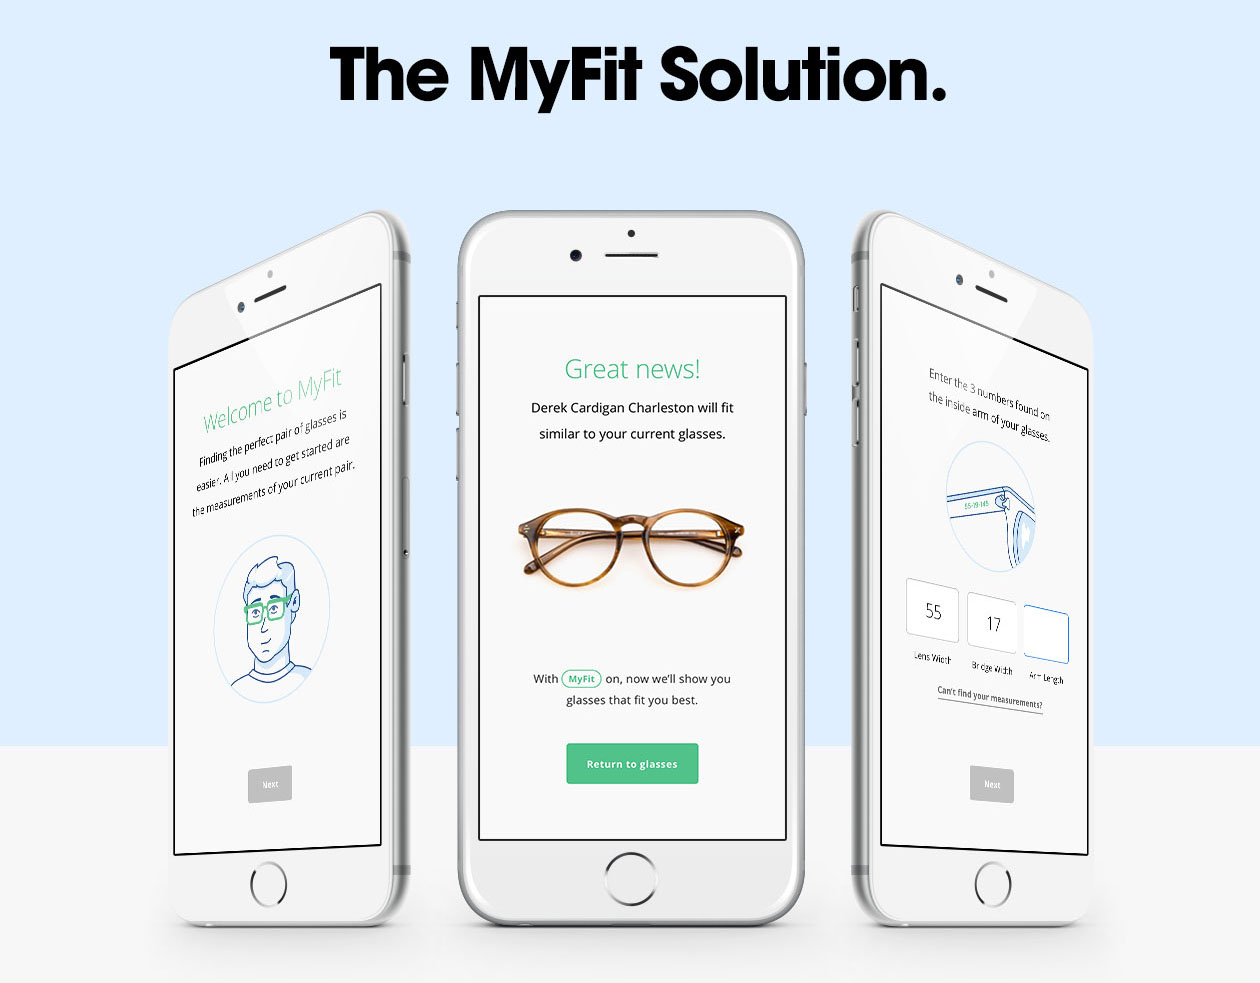 The MyFit Solution.
Welcome to MyFit
Finding the perfect pair of glasses is
easier. All you need to get started are
the measurements of your current pair.
Next
Great news!
Derek Cardigan Charleston will fit
similar to your current glasses.
With MyFit on, now we'll show you
glasses that fit you best.
Return to glasses
Enter the 3 numbers found on
the inside arm of your glasses.
55-19-145
55
17
Lens Width
Bridge Width
Arm Length
Can't find your measurements?
Next